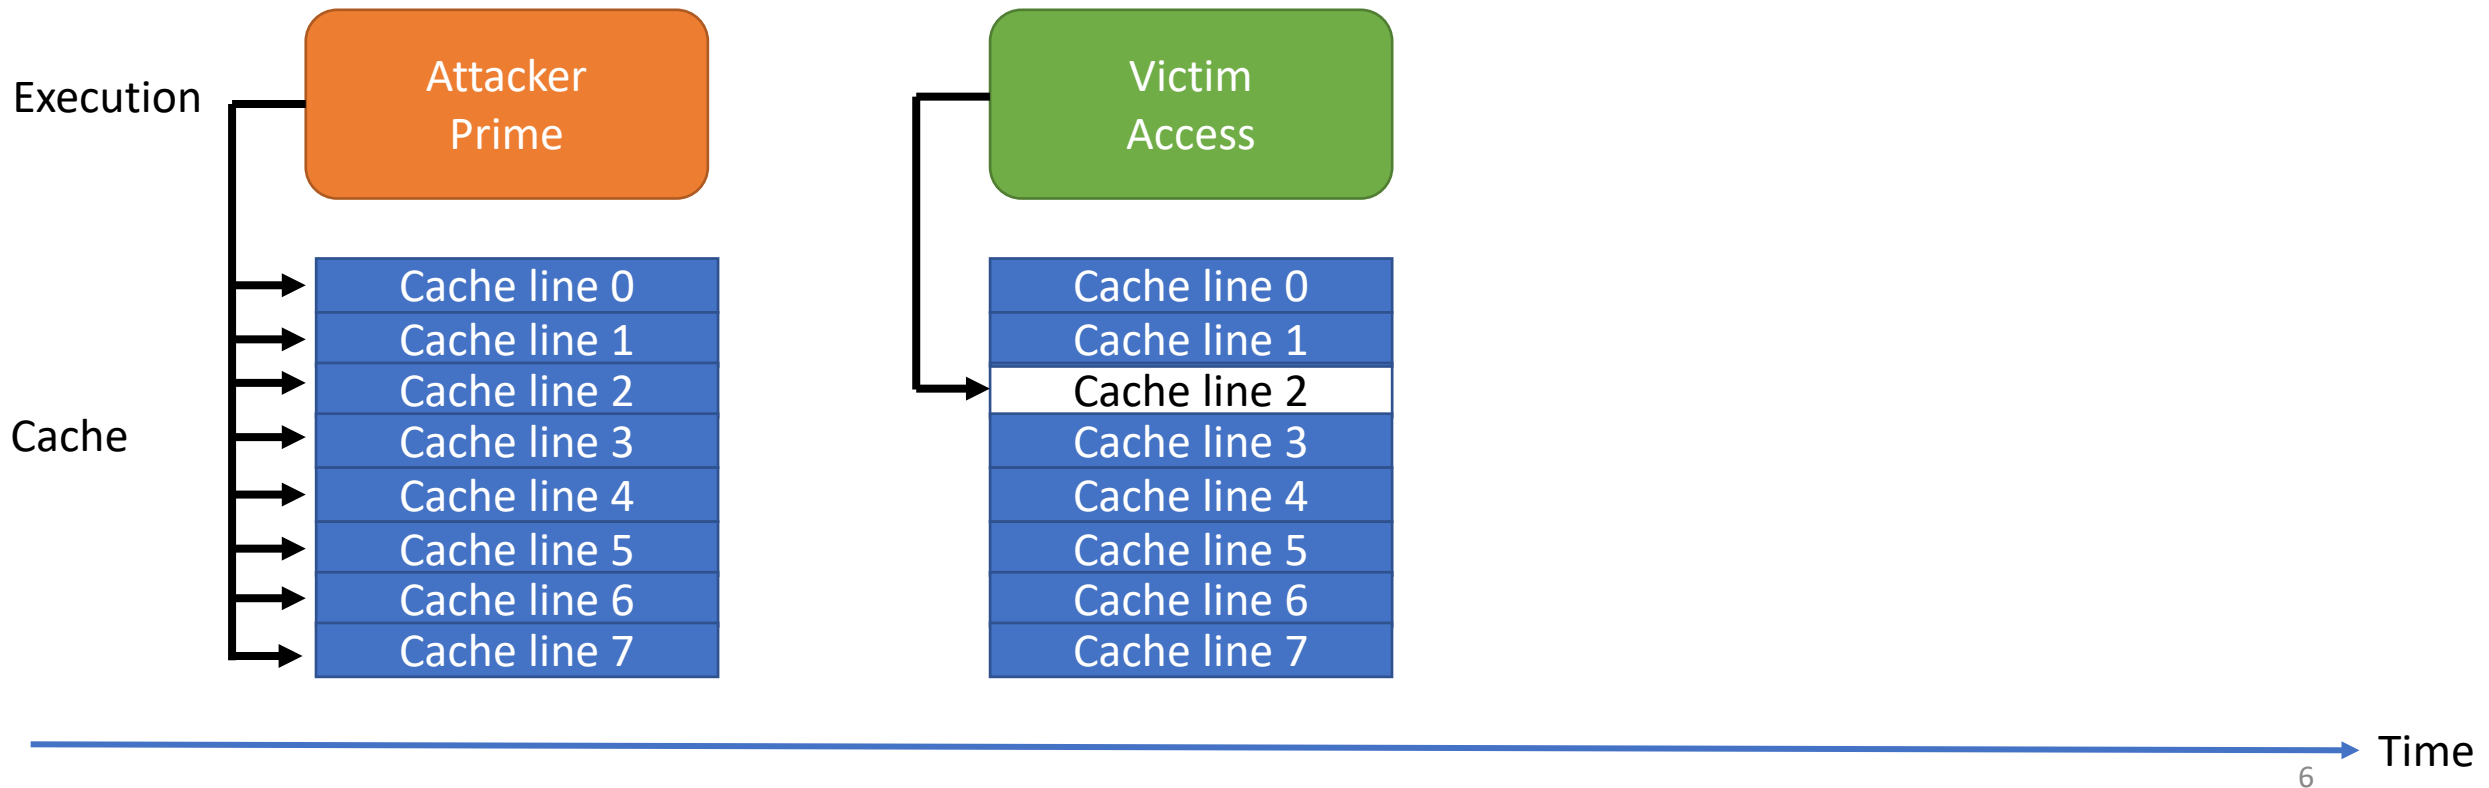 Execution
Attacker
Prime
Victim
Access
Cache
Cache line 0
Cache line 1
Cache line 2
Cache line 3
Cache line 4
Cache line 5
Cache line 6
Cache line 7
Cache line 0
Cache line 1
Cache line 2
Cache line 3
Cache line 4
Cache line 5
Cache line 6
Cache line 7
Time
6